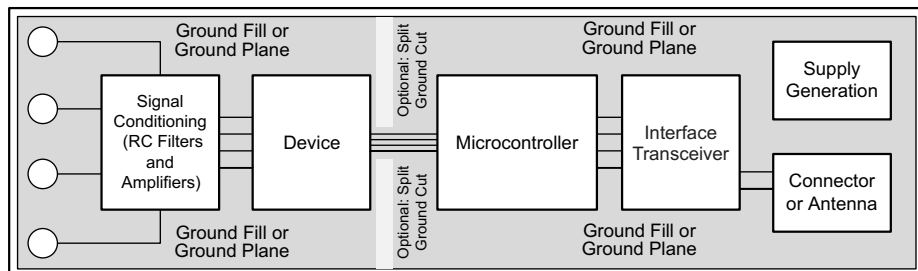 Ground Fill or
Ground Plane
Optional: Split
Ground Cut
Ground Fill or
Ground Plane
Signal
Conditioning
(RC Filters
and
Amplifiers)
Device
Microcontroller
Interface
Transceiver
Supply
Generation
Connector
or Antenna
Ground Fill or
Ground Plane
Optional: Split
Ground Cut
Ground Fill or
Ground Plane